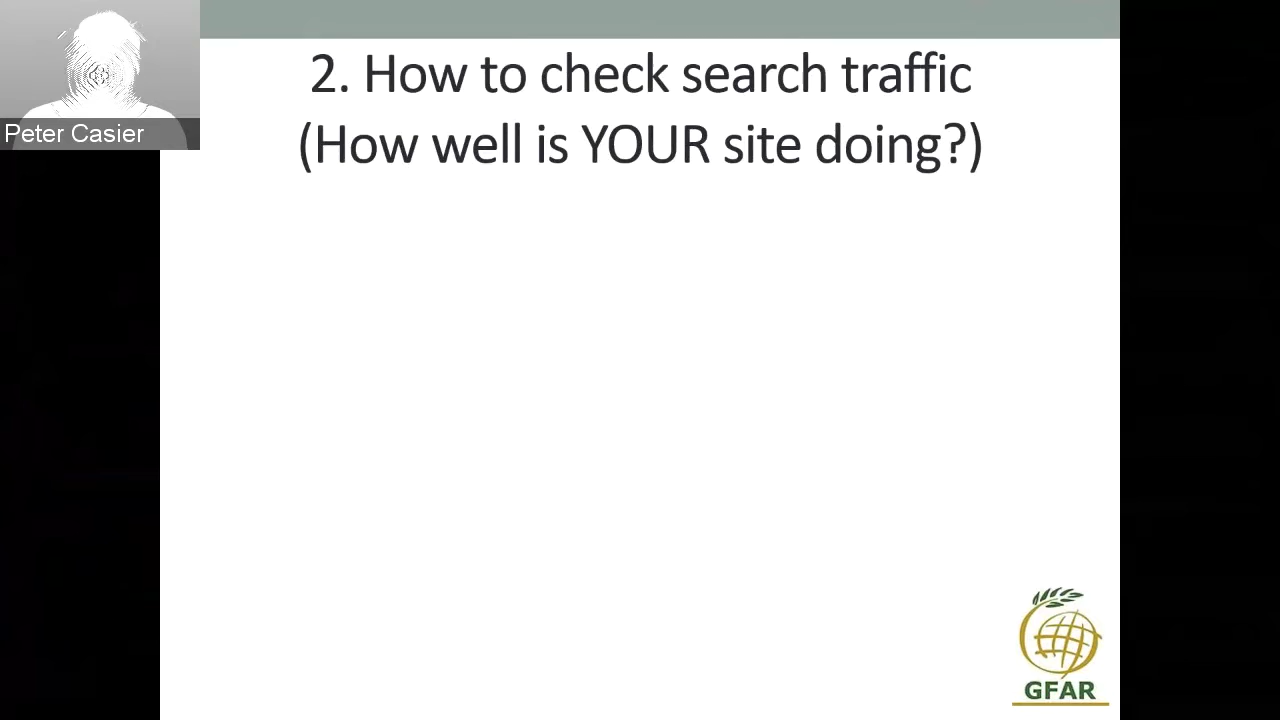 2. How to check search traffic
(How well is YOUR site doing?)
Peter Casier
GFAR